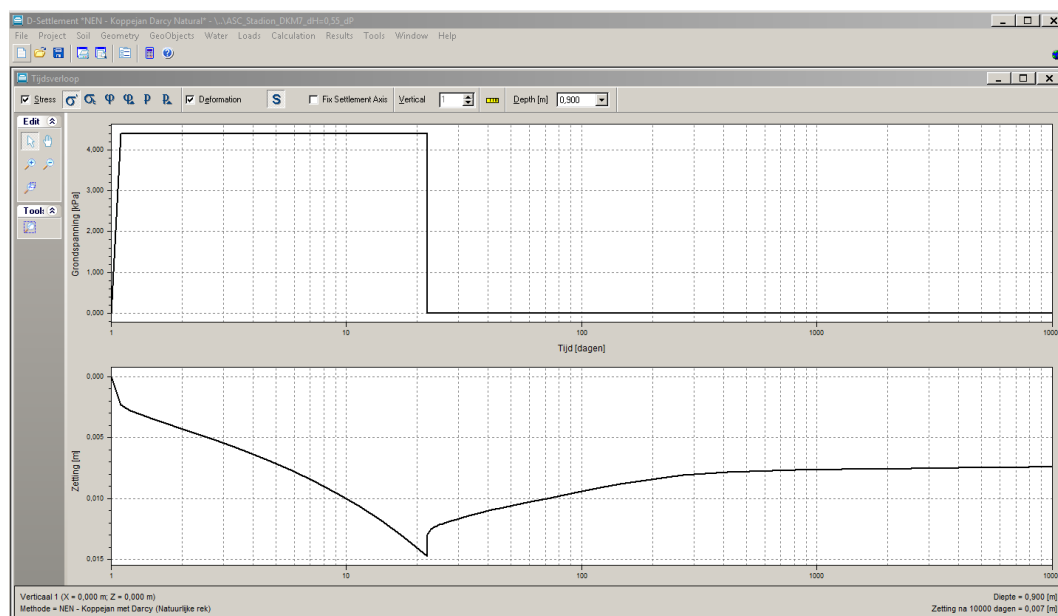 D-Settlement "NEN - Koppejan Darcy Natural" - \...\ASC_Stadion_DKM7_dH=0,55_dP
File Project Soil Geometry GeoObjects Water Loads Calculation Results Tools Window Help
Tijdsverloop
Stress σ' φ p Deformation S Fix Settlement Axis Vertical 1 Depth [m] 0,900
Edit
Tools
Grondspanning [kPa]
4,000
3,000
2,000
1,000
0,000
1 10 100 1000 1000
Tijd [dagen]
Zetting [m]
0,000
0,005
0,010
0,015
1 10 100 1000 1000
Verticaal 1 (X = 0,000 m; Z = 0,000 m)
Methode = NEN - Koppejan met Darcy (Natuurlijke rek)
Diepte = 0,900 [m]
Zetting na 10000 dagen = 0,007 [m]